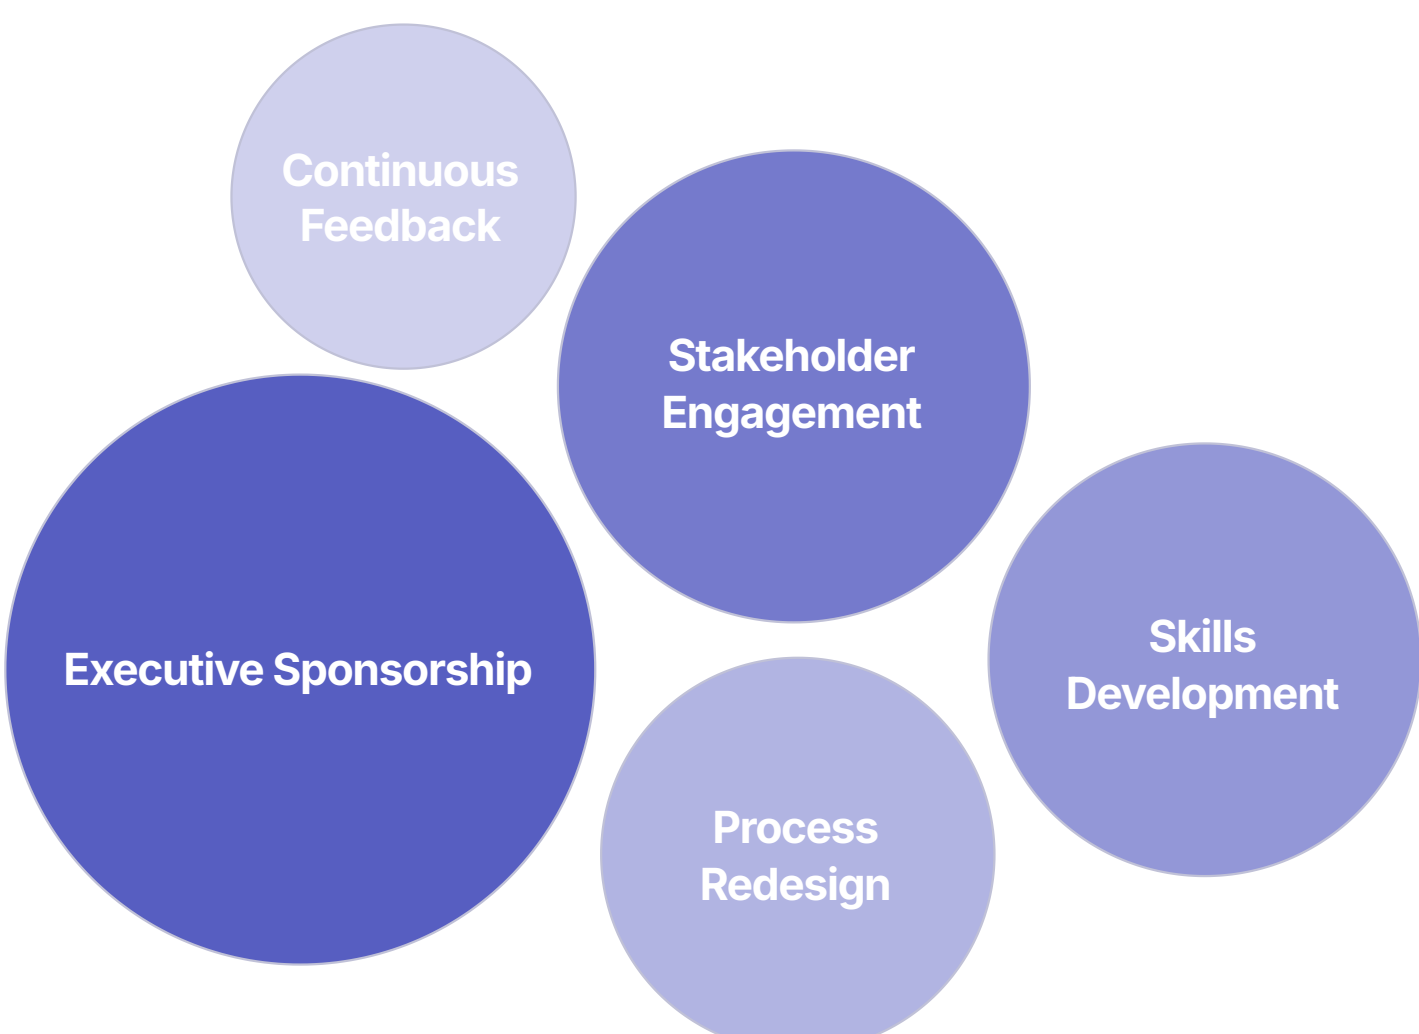 Continuous
Feedback
Stakeholder
Engagement
Executive Sponsorship
Skills
Development
Process
Redesign